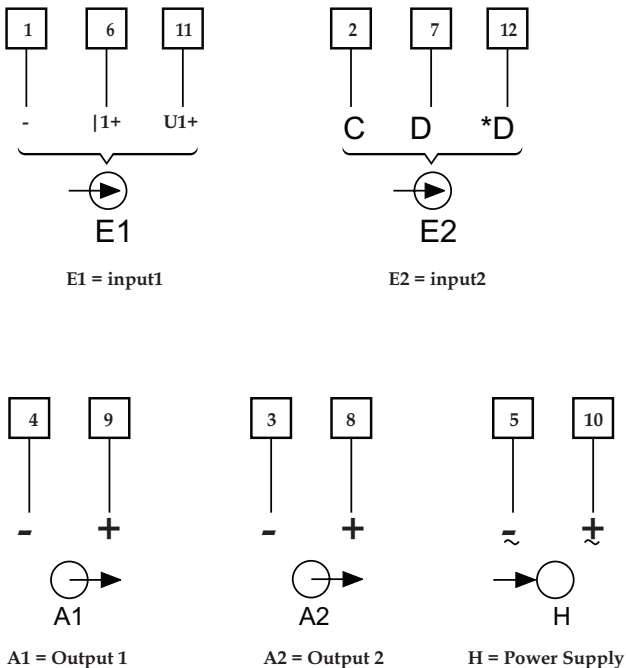 1 6 11
- |1+ U1+
E1
E1 = input1
2 7 12
C D *D
E2
E2 = input2
4 9
- +
A1
A1 = Output 1
3 8
- +
A2
A2 = Output 2
5 10
- +
~ ~
H
H = Power Supply